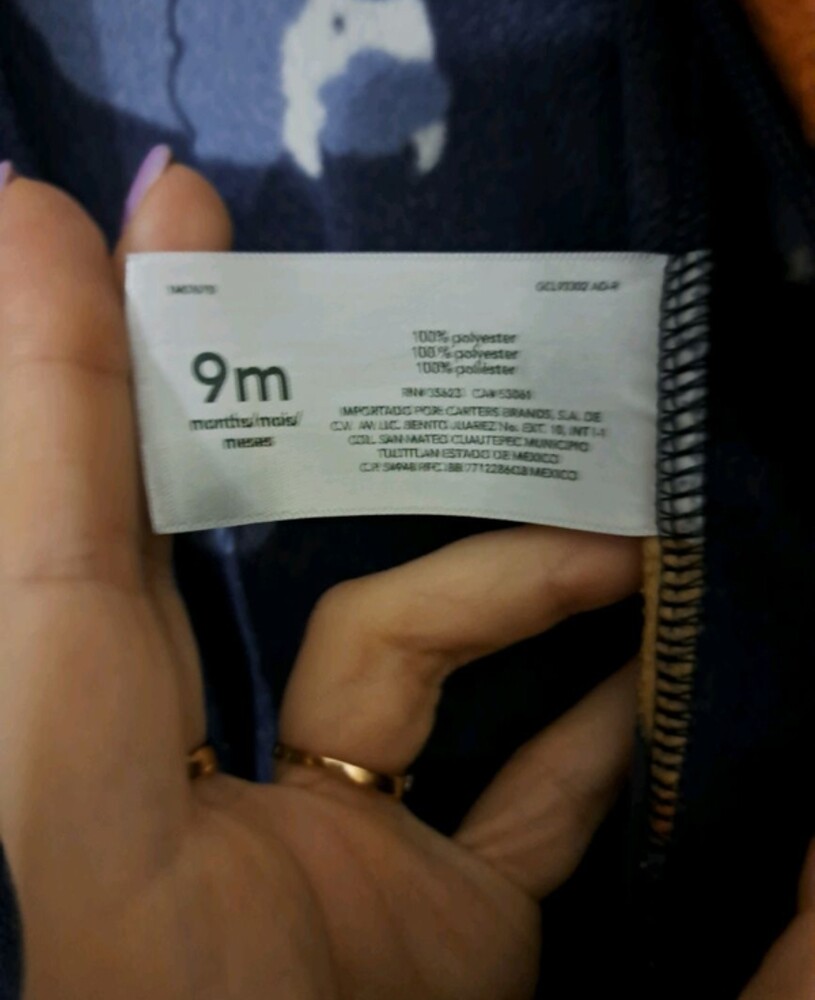 9m
months/mois/
meses
100% polyester
100% polyester
100% poliéster
IMPORTADO POR: CARTERS BRANDS, S.A. DE
C.V. AV. LIC. BENITO JUAREZ No. EXT. 10, INT
COL. SAN MATEO CUAUTEPEC MUNICIPIO
TULTITLAN ESTADO DE MEXICO
MEXICO